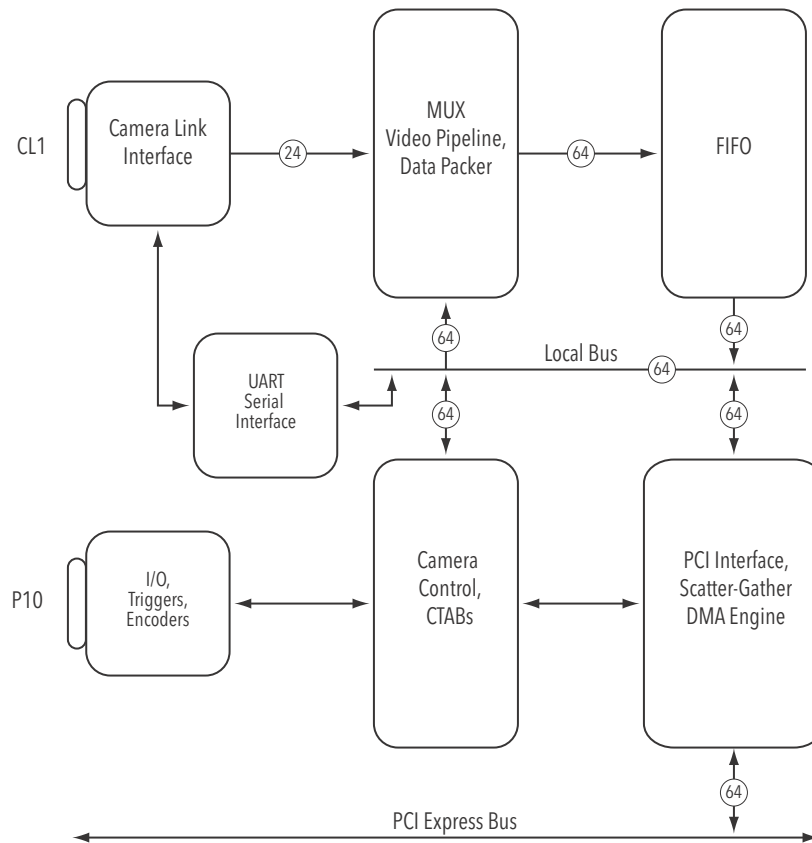 CL1
Camera Link
Interface
24
MUX
Video Pipeline,
Data Packer
64
FIFO
64
64
Local Bus
64
UART
Serial
Interface
64
64
P10
I/O,
Triggers,
Encoders
Camera
Control,
CTABs
PCI Interface,
Scatter-Gather
DMA Engine
64
PCI Express Bus